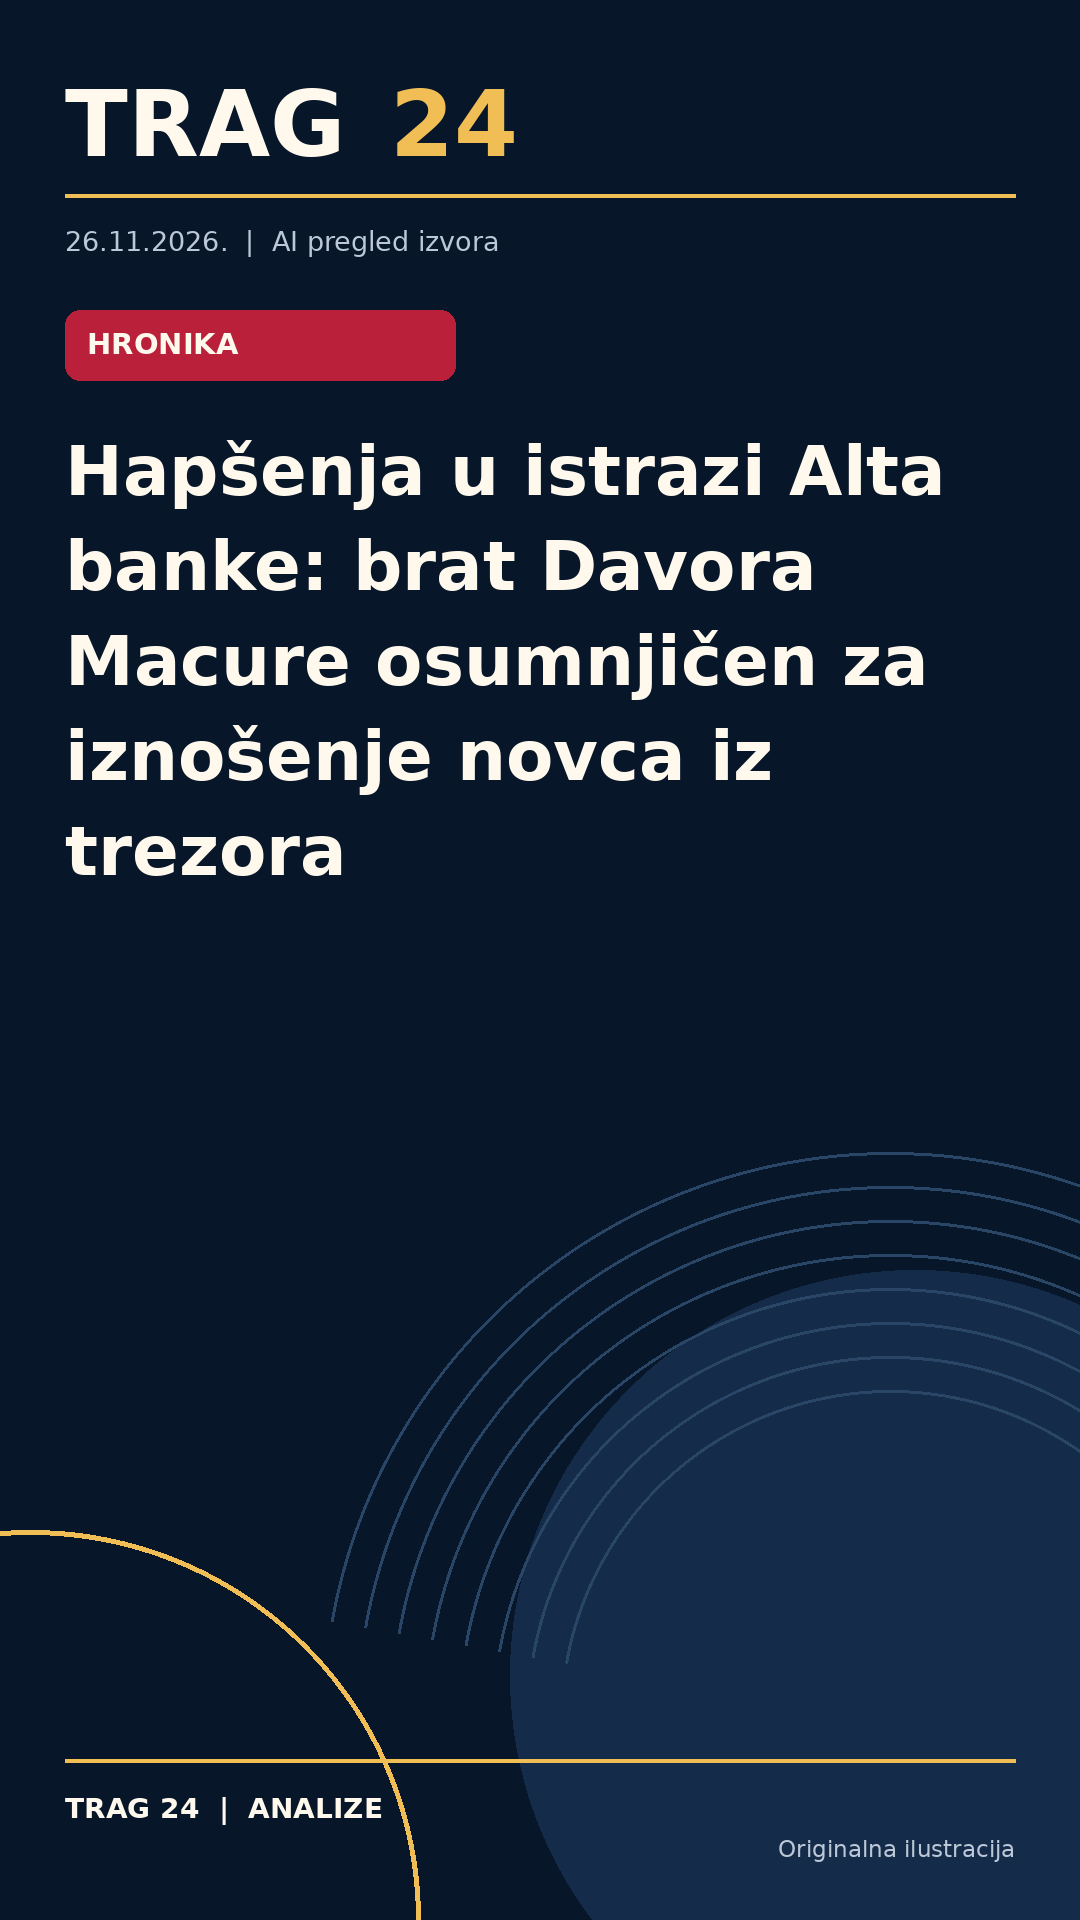 TRAG 24
26.11.2026. | AI pregled izvora
HRONIKA
Hapšenja u istrazi Alta
banke: brat Davora
Macure osumnjičen za
iznošenje novca iz
trezora
TRAG 24 | ANALIZE
Originalna ilustracija